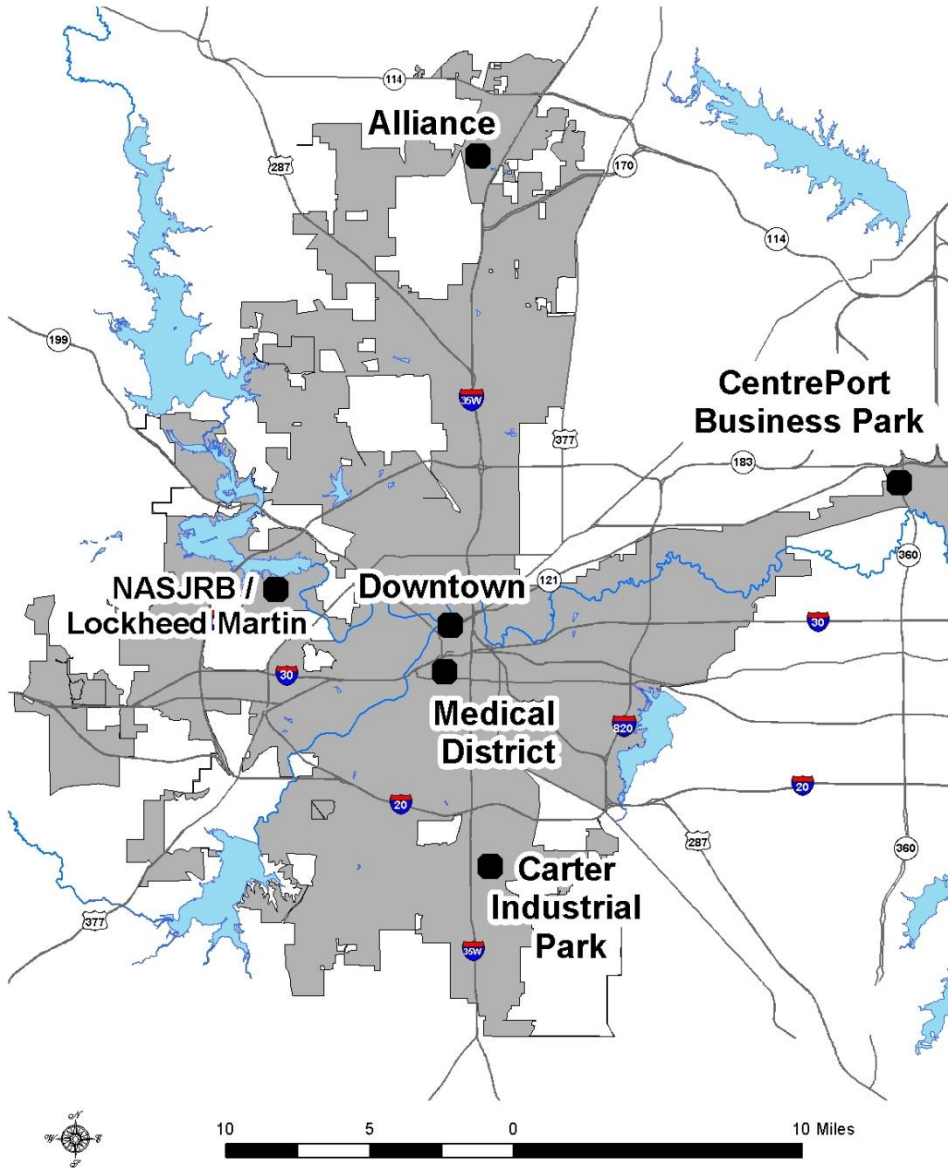 114
Alliance
287
170
114
199
35W
CentrePort
Business Park
377
183
121
360
NASJRB /
Lockheed Martin
Downtown
30
30
Medical
District
820
20
20
287
360
Carter
Industrial
Park
377
35W
N
W E
S
10 5 0 10 Miles